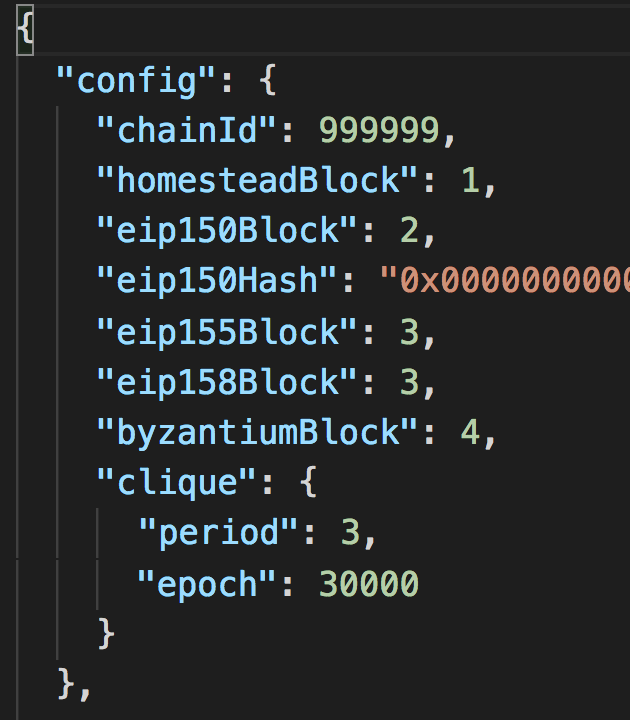 {
"config": {
"chainId": 999999,
"homesteadBlock": 1,
"eip150Block": 2,
"eip150Hash": "0x0000000000
"eip155Block": 3,
"eip158Block": 3,
"byzantiumBlock": 4,
"clique": {
"period": 3,
"epoch": 30000
}
},